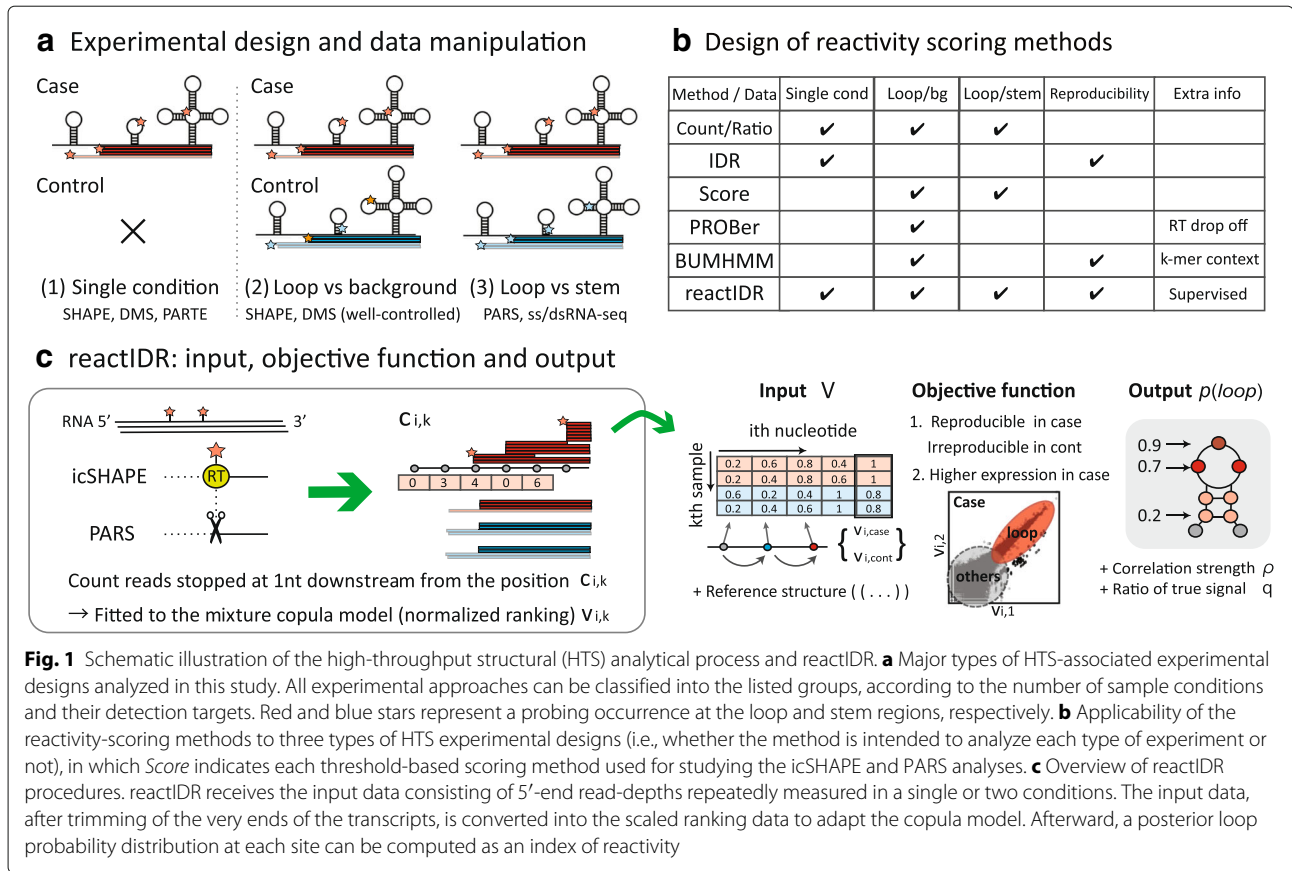 a Experimental design and data manipulation
Case
Case
Control
Control
(1) Single condition
SHAPE, DMS, PARTE
(2) Loop vs background
SHAPE, DMS (well-controlled)
(3) Loop vs stem
PARS, ss/dsRNA-seq
b Design of reactivity scoring methods
Method / Data Single cond Loop/bg Loop/stem Reproducibility Extra info
Count/Ratio ✔ ✔ ✔
IDR ✔ ✔
Score ✔ ✔
PROBer ✔ RT drop off
BUMHMM ✔ ✔ k-mer context
reactIDR ✔ ✔ ✔ ✔ Supervised
c reactIDR: input, objective function and output
RNA 5′ 3′
icSHAPE RT
PARS
C i,k
0 3 4 0 6
Count reads stopped at 1nt downstream from the position C i,k
→ Fitted to the mixture copula model (normalized ranking) V i,k
Input V
ith nucleotide
kth sample
0.2 0.6 0.8 0.4 1
0.2 0.4 0.8 0.6 1
0.6 0.2 0.4 1 0.8
0.2 0.4 0.6 1 0.8
{ V i,case }
{ V i,cont }
+ Reference structure ( ( . . . ) )
Objective function
1. Reproducible in case
Irreproducible in cont
2. Higher expression in case
Case
loop
others
Vi,2
Vi,1
Output p(loop)
0.9
0.7
0.2
+ Correlation strength ρ
+ Ratio of true signal q
Fig. 1 Schematic illustration of the high-throughput structural (HTS) analytical process and reactIDR. a Major types of HTS-associated experimental
designs analyzed in this study. All experimental approaches can be classified into the listed groups, according to the number of sample conditions
and their detection targets. Red and blue stars represent a probing occurrence at the loop and stem regions, respectively. b Applicability of the
reactivity-scoring methods to three types of HTS experimental designs (i.e., whether the method is intended to analyze each type of experiment or
not), in which Score indicates each threshold-based scoring method used for studying the icSHAPE and PARS analyses. c Overview of reactIDR
procedures. reactIDR receives the input data consisting of 5′-end read-depths repeatedly measured in a single or two conditions. The input data,
after trimming of the very ends of the transcripts, is converted into the scaled ranking data to adapt the copula model. Afterward, a posterior loop
probability distribution at each site can be computed as an index of reactivity